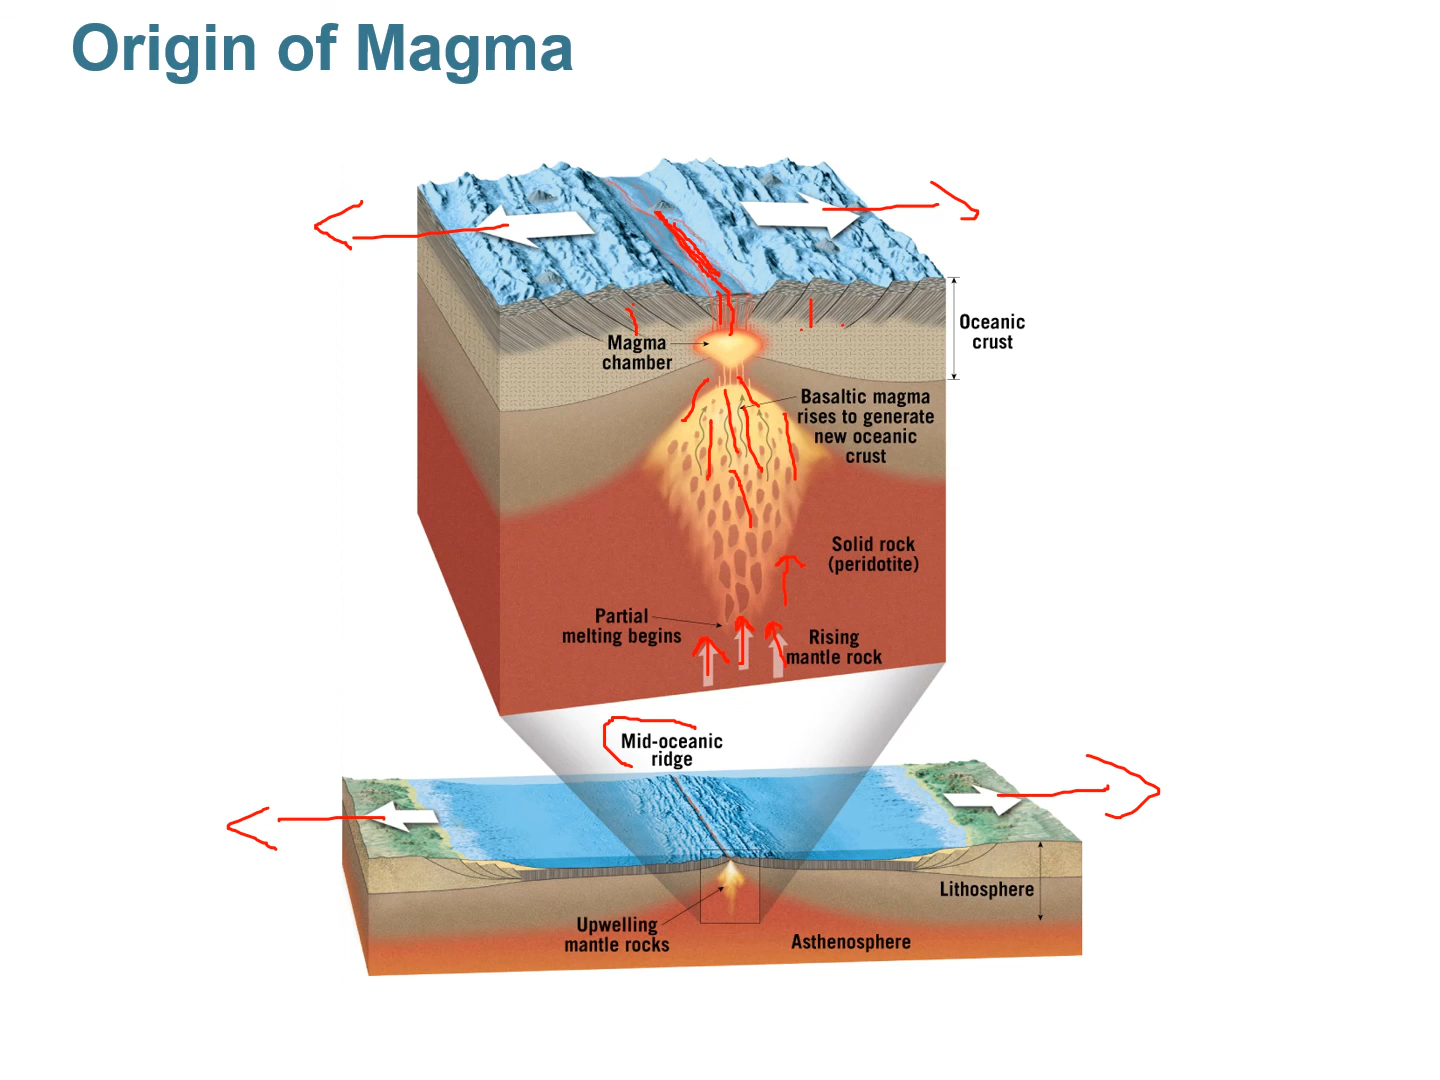 Origin of Magma
Oceanic
crust
Magma
chamber
Basaltic magma
rises to generate
new oceanic
crust
Solid rock
(peridotite)
Partial
melting begins
Rising
mantle rock
Mid-oceanic
ridge
Lithosphere
Upwelling
mantle rocks
Asthenosphere